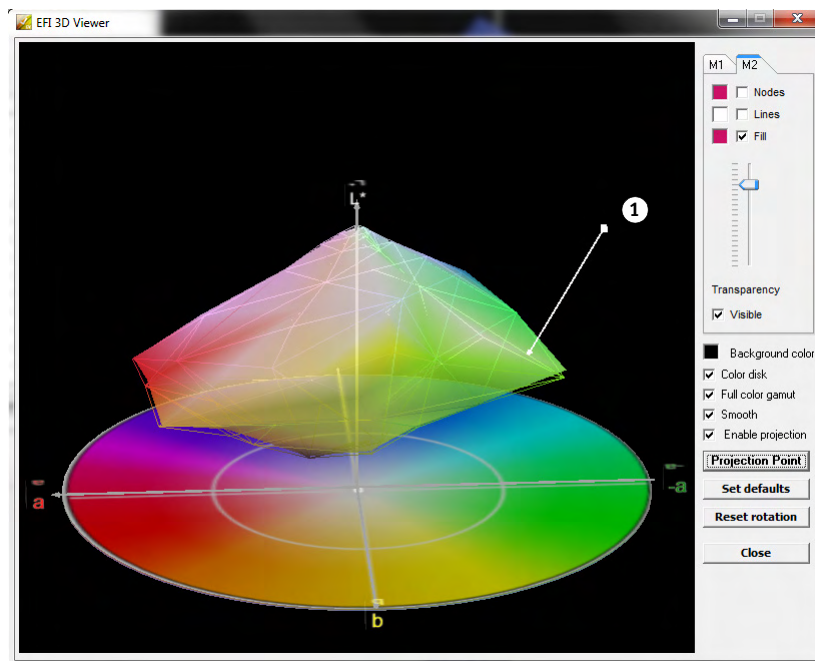 EFI 3D Viewer
M1 M2
Nodes
Lines
Fill
L*
1
Transparency
Visible
Background color
Color disk
Full color gamut
Smooth
Enable projection
Projection Point
a
-a
Set defaults
Reset rotation
Close
b